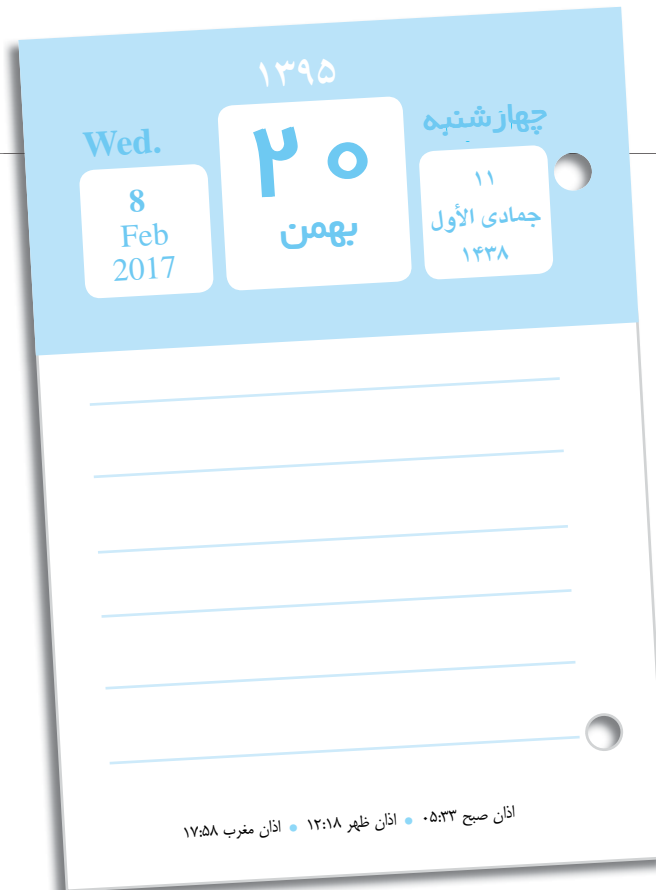 ۱۳۹۵
چهارشنبه
۱۱
جمادی الأول
۱۴۳۸
۲۰
بهمن
Wed.
8
Feb
2017
اذان صبح ۰۵:۳۳ • اذان ظهر ۱۲:۱۸ • اذان مغرب ۱۷:۵۸